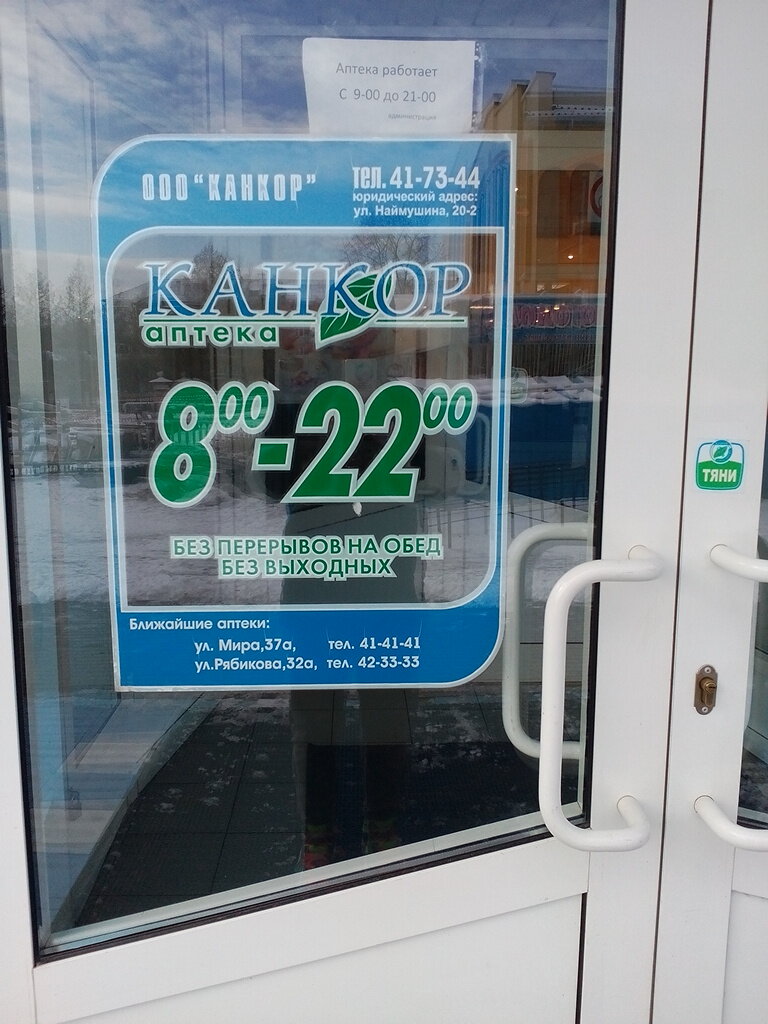 Аптека работает
С 9-00 до 21-00
администрация
ООО "КАНКОР"
тел. 41-73-44
юридический адрес:
ул. Наймушина, 20-2
КАНКОР
аптека
8⁰⁰-22⁰⁰
БЕЗ ПЕРЕРЫВОВ НА ОБЕД
БЕЗ ВЫХОДНЫХ
Ближайшие аптеки:
ул. Мира,37а, тел. 41-41-41
ул.Рябикова,32а, тел. 42-33-33
ТЯНИ